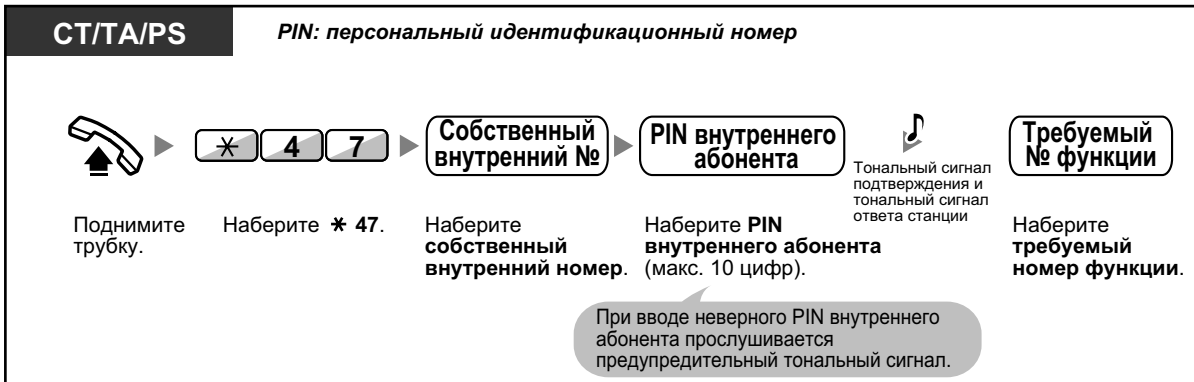 CT/TA/PS
PIN: персональный идентификационный номер
✳ 4 7
Собственный
внутренний №
PIN внутреннего
абонента
Тональный сигнал
подтверждения и
тональный сигнал
ответа станции
Требуемый
№ функции
Поднимите
трубку.
Наберите ✳ 47.
Наберите
собственный
внутренний номер.
Наберите PIN
внутреннего абонента
(макс. 10 цифр).
Наберите
требуемый
номер функции.
При вводе неверного PIN внутреннего
абонента прослушивается
предупредительный тональный сигнал.